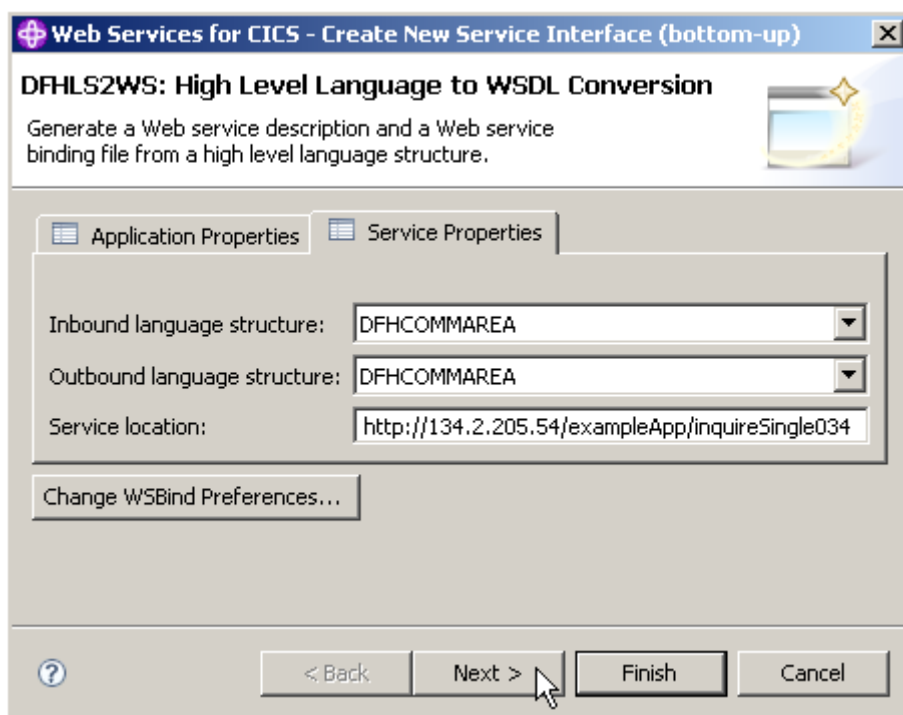 Web Services for CICS - Create New Service Interface (bottom-up)
DFHLS2WS: High Level Language to WSDL Conversion
Generate a Web service description and a Web service
binding file from a high level language structure.
Application Properties Service Properties
Inbound language structure: DFHCOMMAREA
Outbound language structure: DFHCOMMAREA
Service location: http://134.2.205.54/exampleApp/inquireSingle034
Change WSBind Preferences...
? < Back Next > Finish Cancel